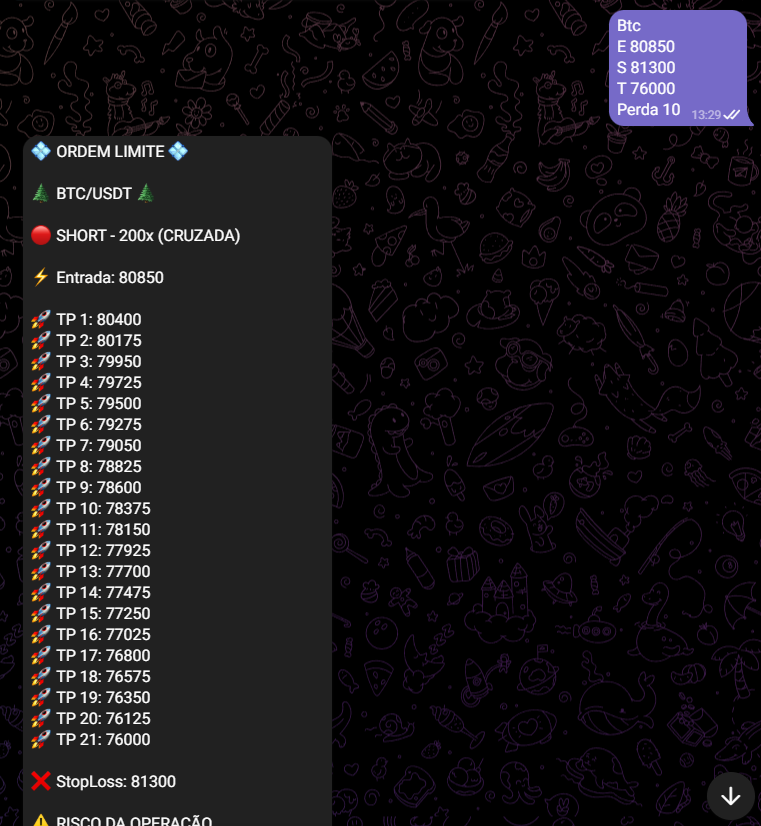 Btc
E 80850
S 81300
T 76000
Perda 10 13:29
ORDEM LIMITE
BTC/USDT
SHORT - 200x (CRUZADA)
Entrada: 80850
TP 1: 80400
TP 2: 80175
TP 3: 79950
TP 4: 79725
TP 5: 79500
TP 6: 79275
TP 7: 79050
TP 8: 78825
TP 9: 78600
TP 10: 78375
TP 11: 78150
TP 12: 77925
TP 13: 77700
TP 14: 77475
TP 15: 77250
TP 16: 77025
TP 17: 76800
TP 18: 76575
TP 19: 76350
TP 20: 76125
TP 21: 76000
StopLoss: 81300
RISCO DA OPERAÇÃO